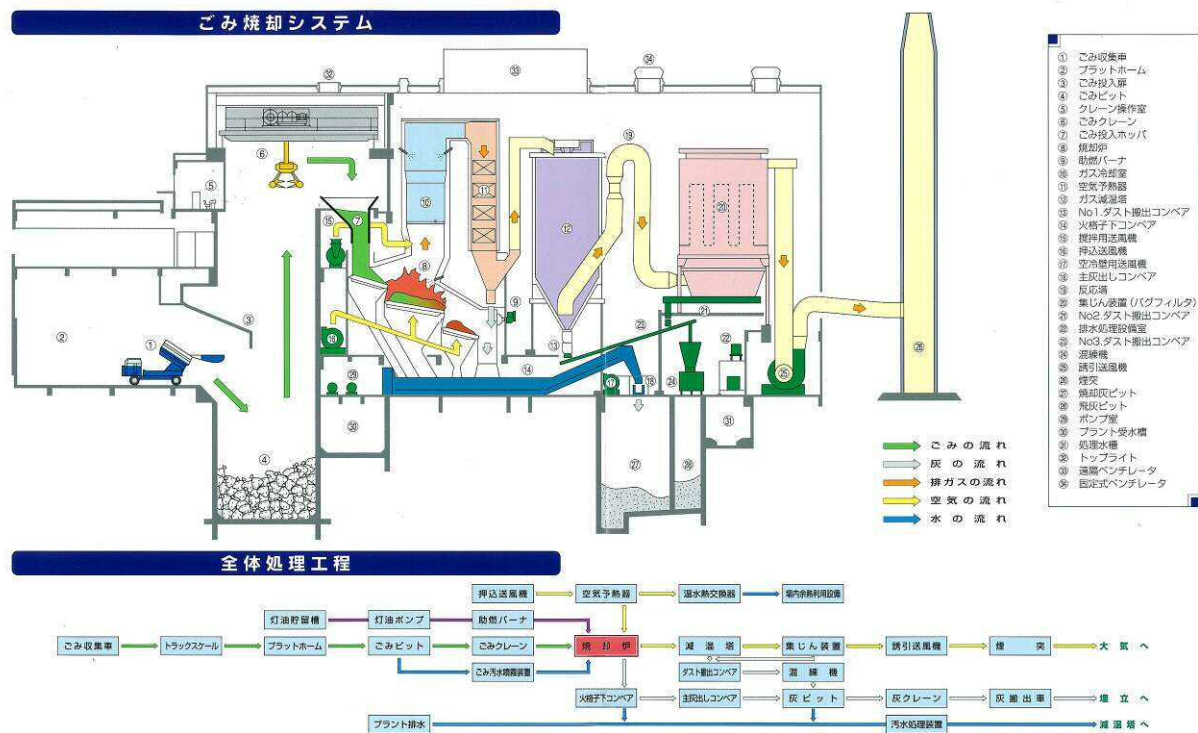 ごみ焼却システム
① ごみ収集車
② プラットホーム
③ ごみ投入扉
④ ごみピット
⑤ クレーン操作室
⑥ ごみクレーン
⑦ ごみ投入ホッパ
⑧ 焼却炉
⑨ 助燃バーナ
⑩ ガス冷却室
⑪ 空気予熱器
⑫ ガス減温塔
⑬ No1.ダスト搬出コンベア
⑭ 火格子下コンベア
⑮ 撹拌用送風機
⑯ 押込送風機
⑰ 空冷壁用送風機
⑱ 主灰出しコンベア
⑲ 反応塔
⑳ 集じん装置(バグフィルタ)
㉑ No2.ダスト搬出コンベア
㉒ 排水処理設備室
㉓ No3.ダスト搬出コンベア
㉔ 混練機
㉕ 誘引送風機
㉖ 煙突
㉗ 焼却灰ピット
㉘ 飛灰ピット
㉙ ポンプ室
㉚ プラント受水槽
㉛ 処理水槽
㉜ トップライト
㉝ 遠隔ベンチレータ
㉞ 固定式ベンチレータ
ごみの流れ
灰の流れ
排ガスの流れ
空気の流れ
水の流れ
全体処理工程
押込送風機 空気予熱器 温水熱交換器 場内余熱利用設備
灯油貯留槽 灯油ポンプ 助燃バーナ
ごみ収集車 トラックスケール プラットホーム ごみピット ごみクレーン 焼却炉 減温塔 集じん装置 誘引送風機 煙突 大気へ
ごみ汚水噴霧装置 ダスト搬出コンベア 混練機
火格子下コンベア 主灰出しコンベア 灰ピット 灰クレーン 灰搬出車 埋立へ
プラント排水 汚水処理装置 減温塔へ